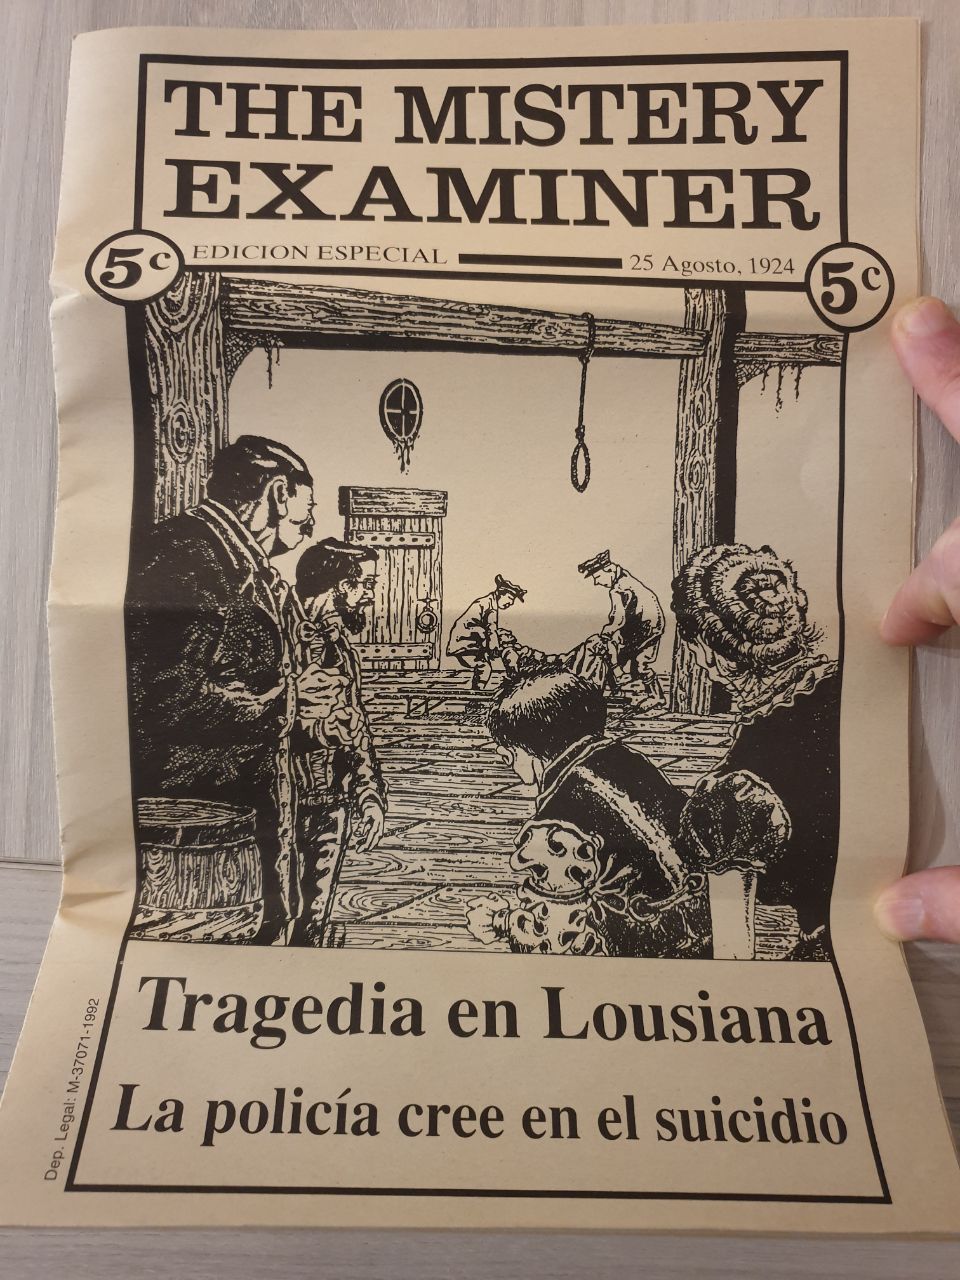 THE MISTERY
EXAMINER
5c EDICION ESPECIAL 25 Agosto, 1924 5c
Tragedia en Lousiana
La policía cree en el suicidio
Dep. Legal: M-37071-1992